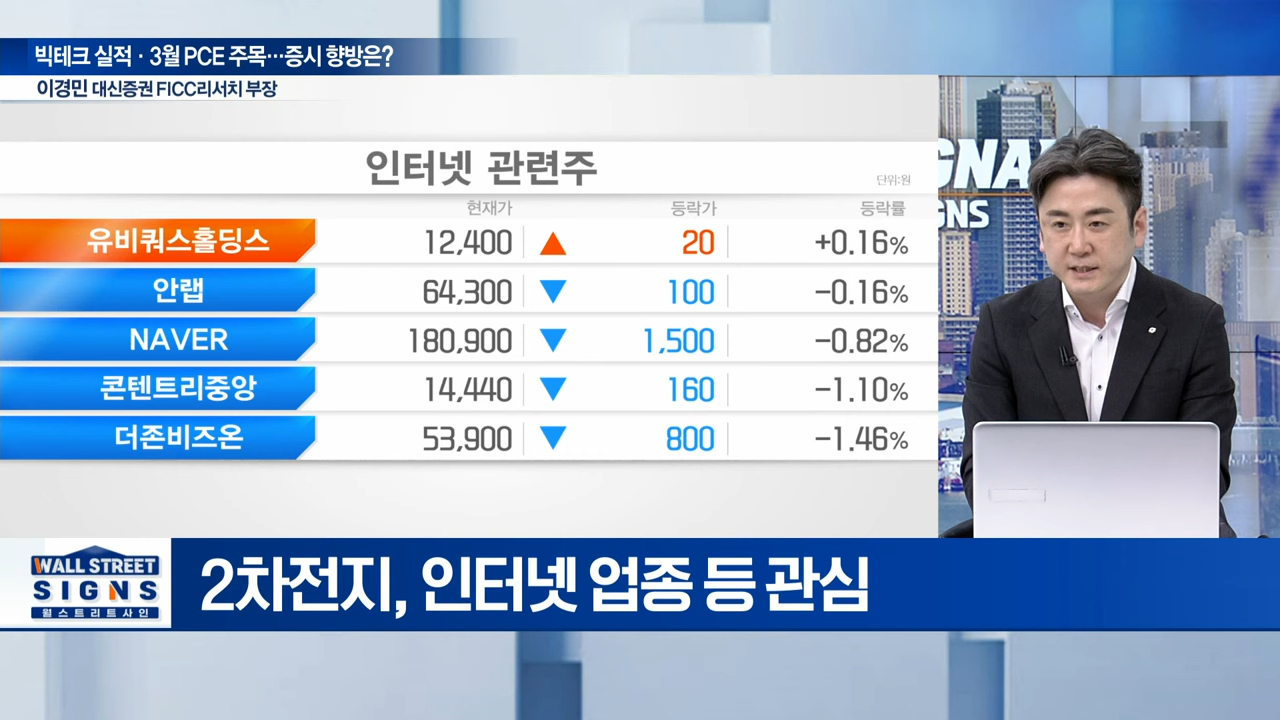 빅테크 실적 · 3월 PCE 주목…증시 향방은?
이경민 대신증권 FICC리서치 부장
인터넷 관련주
단위:원
현재가 등락가 등락률
유비쿼스홀딩스 12,400 ▲ 20 +0.16%
안랩 64,300 ▼ 100 -0.16%
NAVER 180,900 ▼ 1,500 -0.82%
콘텐트리중앙 14,440 ▼ 160 -1.10%
더존비즈온 53,900 ▼ 800 -1.46%
GNA
GNS
WALL STREET
SIGNS
월스트리트사인
2차전지, 인터넷 업종 등 관심